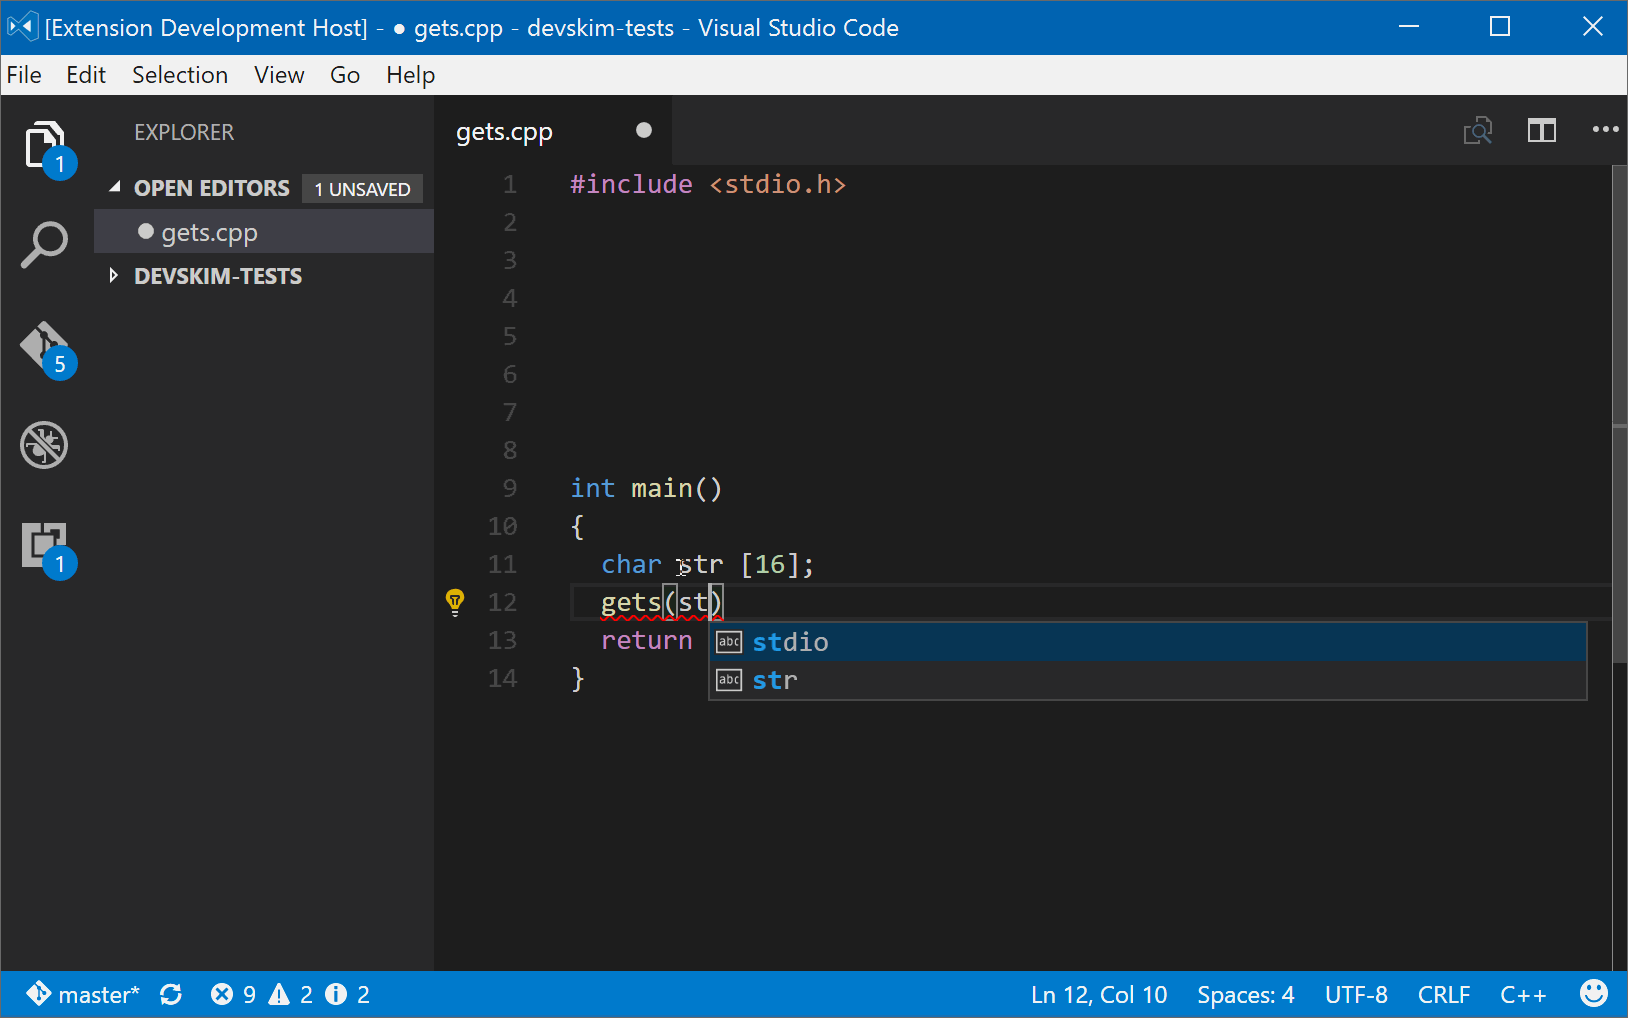 [Extension Development Host] - ● gets.cpp - devskim-tests - Visual Studio Code
File Edit Selection View Go Help
EXPLORER
OPEN EDITORS 1 UNSAVED
gets.cpp
DEVSKIM-TESTS
1
5
1
gets.cpp
1 #include <stdio.h>
2
3
4
5
6
7
8
9 int main()
10 {
11 char str [16];
12 gets(st)
13 return
14 }
abc stdio
abc str
master* 9 2 2 Ln 12, Col 10 Spaces: 4 UTF-8 CRLF C++